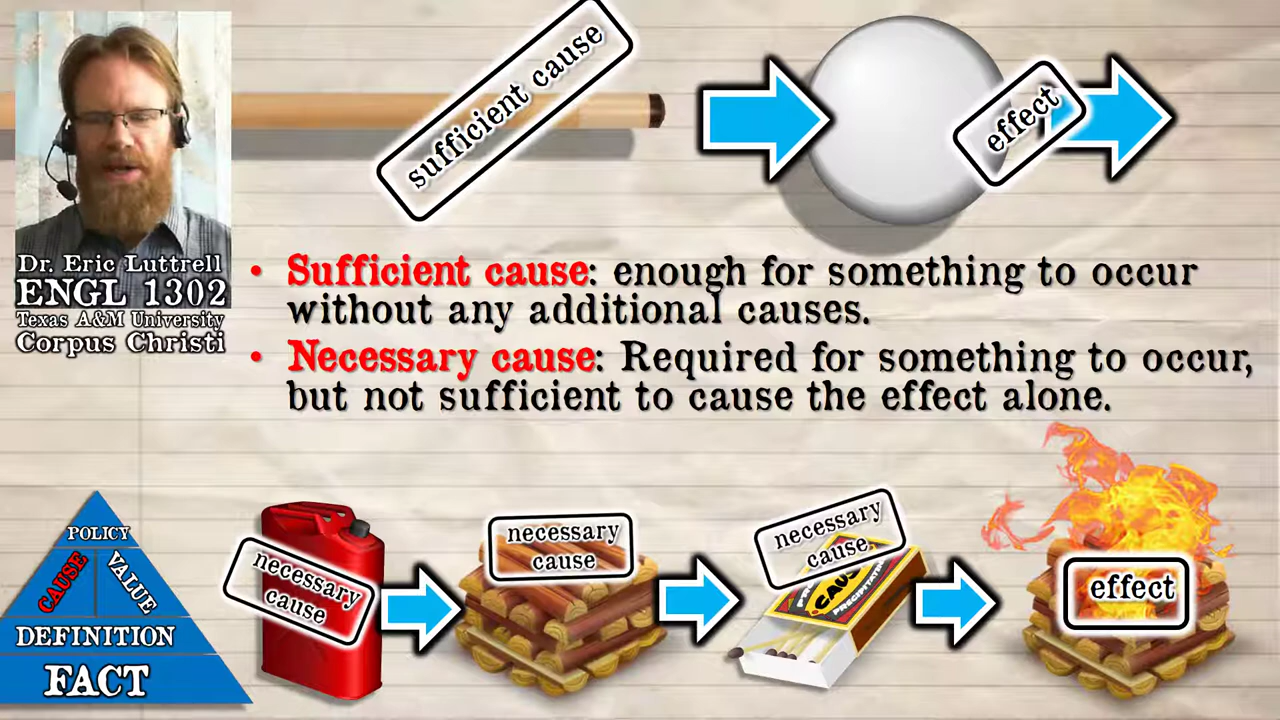 sufficient cause
effect
Dr. Eric Luttrell
ENGL 1302
Texas A&M University
Corpus Christi
• Sufficient cause: enough for something to occur
without any additional causes.
• Necessary cause: Required for something to occur,
but not sufficient to cause the effect alone.
POLICY
CAUSE
VALUE
DEFINITION
FACT
necessary
cause
necessary
cause
necessary
cause
CAUSE
effect